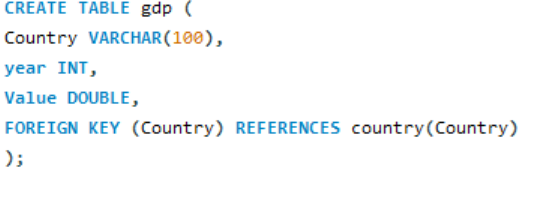 CREATE TABLE gdp (
Country VARCHAR(100),
year INT,
Value DOUBLE,
FOREIGN KEY (Country) REFERENCES country(Country)
);